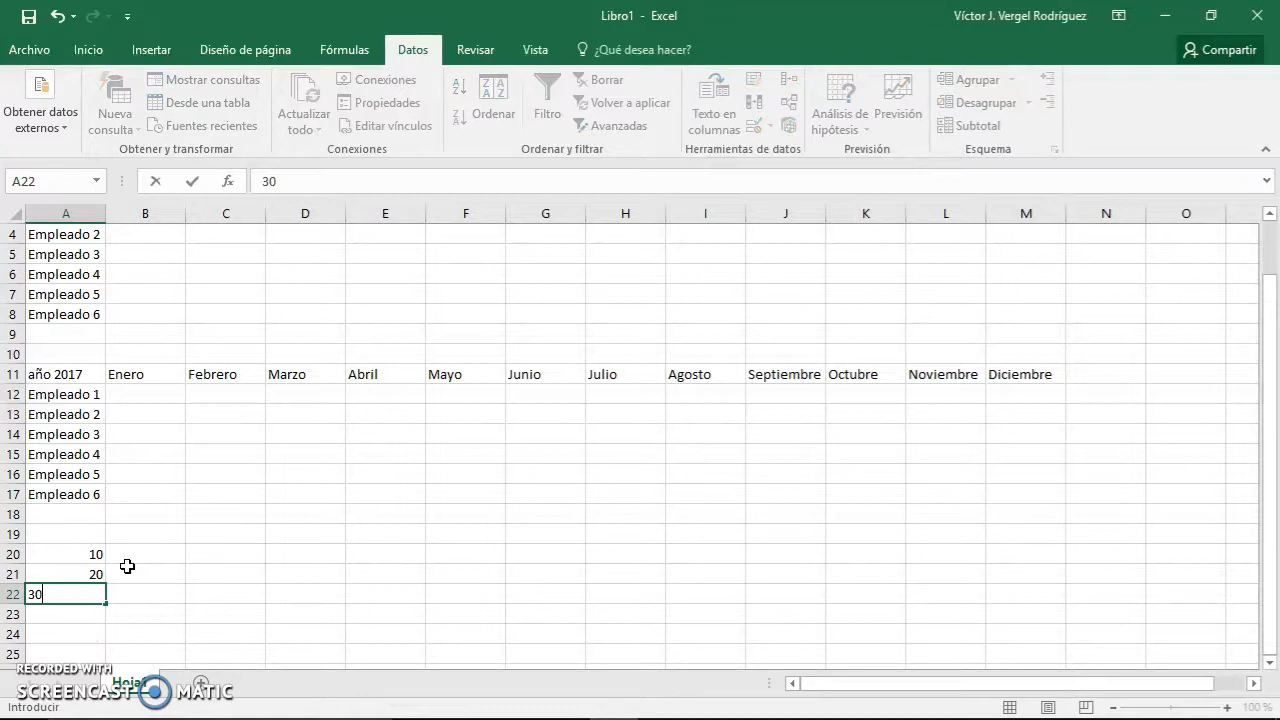 Libro1 - Excel
Víctor J. Vergel Rodríguez
Archivo Inicio Insertar Diseño de página Fórmulas Datos Revisar Vista ¿Qué desea hacer? Compartir
Obtener datos externos
Nueva consulta
Mostrar consultas
Desde una tabla
Fuentes recientes
Obtener y transformar
Actualizar todo
Conexiones
Propiedades
Editar vínculos
Conexiones
Ordenar
Filtro
Borrar
Volver a aplicar
Avanzadas
Ordenar y filtrar
Texto en columnas
Herramientas de datos
Análisis de hipótesis
Previsión
Previsión
Agrupar
Desagrupar
Subtotal
Esquema
A22 fx 30
A B C D E F G H I J K L M N O
4 Empleado 2
5 Empleado 3
6 Empleado 4
7 Empleado 5
8 Empleado 6
9
10
11 año 2017 Enero Febrero Marzo Abril Mayo Junio Julio Agosto Septiembre Octubre Noviembre Diciembre
12 Empleado 1
13 Empleado 2
14 Empleado 3
15 Empleado 4
16 Empleado 5
17 Empleado 6
18
19
20 10
21 20
22 30
23
24
25
RECORDED WITH
SCREENCAST-O-MATIC
Introducir
100 %